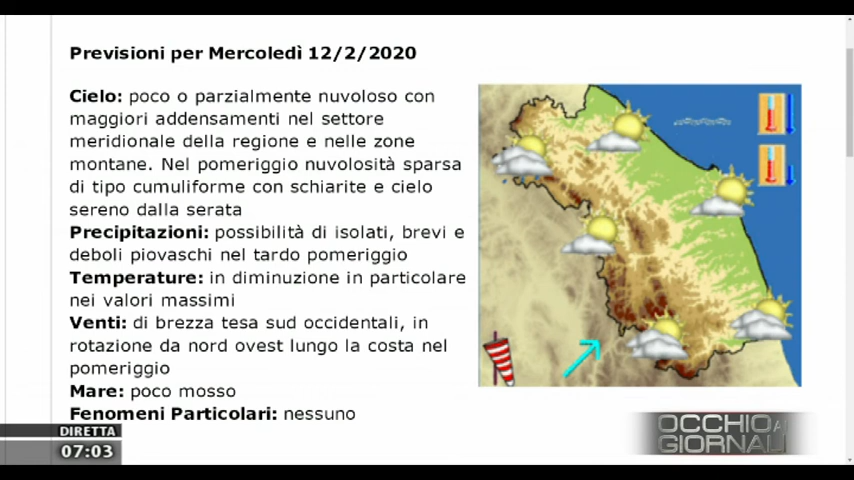 Previsioni per Mercoledì 12/2/2020
Cielo: poco o parzialmente nuvoloso con
maggiori addensamenti nel settore
meridionale della regione e nelle zone
montane. Nel pomeriggio nuvolosità sparsa
di tipo cumuliforme con schiarite e cielo
sereno dalla serata
Precipitazioni: possibilità di isolati, brevi e
deboli piovaschi nel tardo pomeriggio
Temperature: in diminuzione in particolare
nei valori massimi
Venti: di brezza tesa sud occidentali, in
rotazione da nord ovest lungo la costa nel
pomeriggio
Mare: poco mosso
Fenomeni Particolari: nessuno
DIRETTA
07:03
OCCHIO AI
GIORNALI